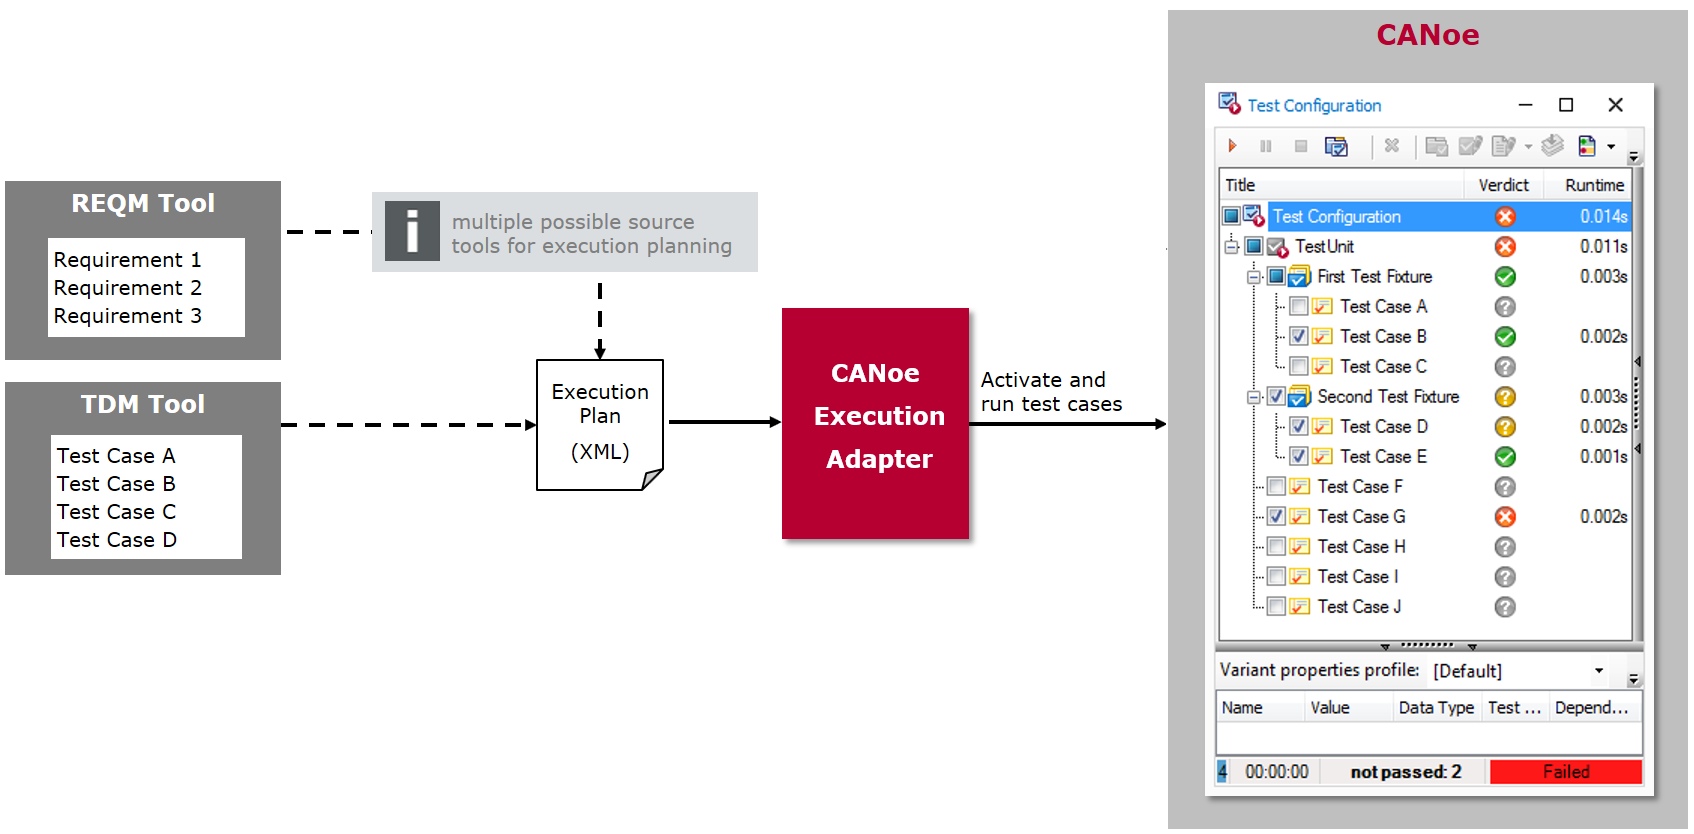 REQM Tool
Requirement 1
Requirement 2
Requirement 3
TDM Tool
Test Case A
Test Case B
Test Case C
Test Case D
i
multiple possible source
tools for execution planning
Execution
Plan
(XML)
CANoe
Execution
Adapter
Activate and
run test cases
CANoe
Test Configuration
Title Verdict Runtime
Test Configuration 0.014s
TestUnit 0.011s
First Test Fixture 0.003s
Test Case A
Test Case B 0.002s
Test Case C
Second Test Fixture 0.003s
Test Case D 0.002s
Test Case E 0.001s
Test Case F
Test Case G 0.002s
Test Case H
Test Case I
Test Case J
Variant properties profile: [Default]
Name Value Data Type Test ... Depend...
4 00:00:00 not passed: 2 Failed